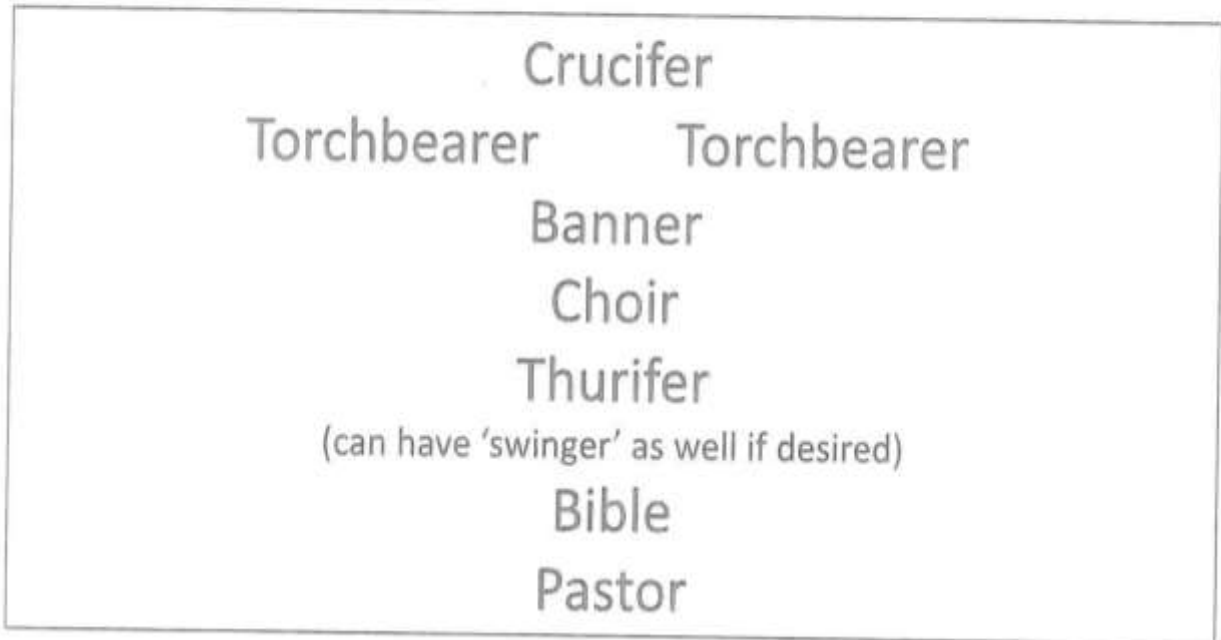 Crucifer
Torchbearer Torchbearer
Banner
Choir
Thurifer
(can have ‘swinger’ as well if desired)
Bible
Pastor